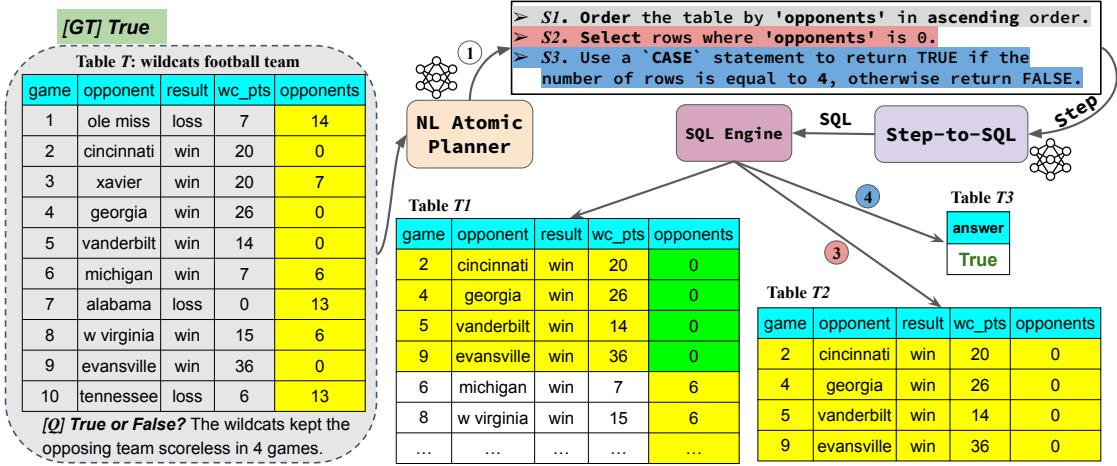 [GT] True
Table T: wildcats football team
game opponent result wc_pts opponents
1 ole miss loss 7 14
2 cincinnati win 20 0
3 xavier win 20 7
4 georgia win 26 0
5 vanderbilt win 14 0
6 michigan win 7 6
7 alabama loss 0 13
8 w virginia win 15 6
9 evansville win 36 0
10 tennessee loss 6 13
[Q] True or False? The wildcats kept the
opposing team scoreless in 4 games.
1
NL Atomic
Planner
➢ S1. Order the table by 'opponents' in ascending order.
➢ S2. Select rows where 'opponents' is 0.
➢ S3. Use a `CASE` statement to return TRUE if the
number of rows is equal to 4, otherwise return FALSE.
Step
Step-to-SQL
SQL
SQL Engine
Table T1
game opponent result wc_pts opponents
2 cincinnati win 20 0
4 georgia win 26 0
5 vanderbilt win 14 0
9 evansville win 36 0
6 michigan win 7 6
8 w virginia win 15 6
... ... ... ... ...
3
Table T2
game opponent result wc_pts opponents
2 cincinnati win 20 0
4 georgia win 26 0
5 vanderbilt win 14 0
9 evansville win 36 0
4
Table T3
answer
True